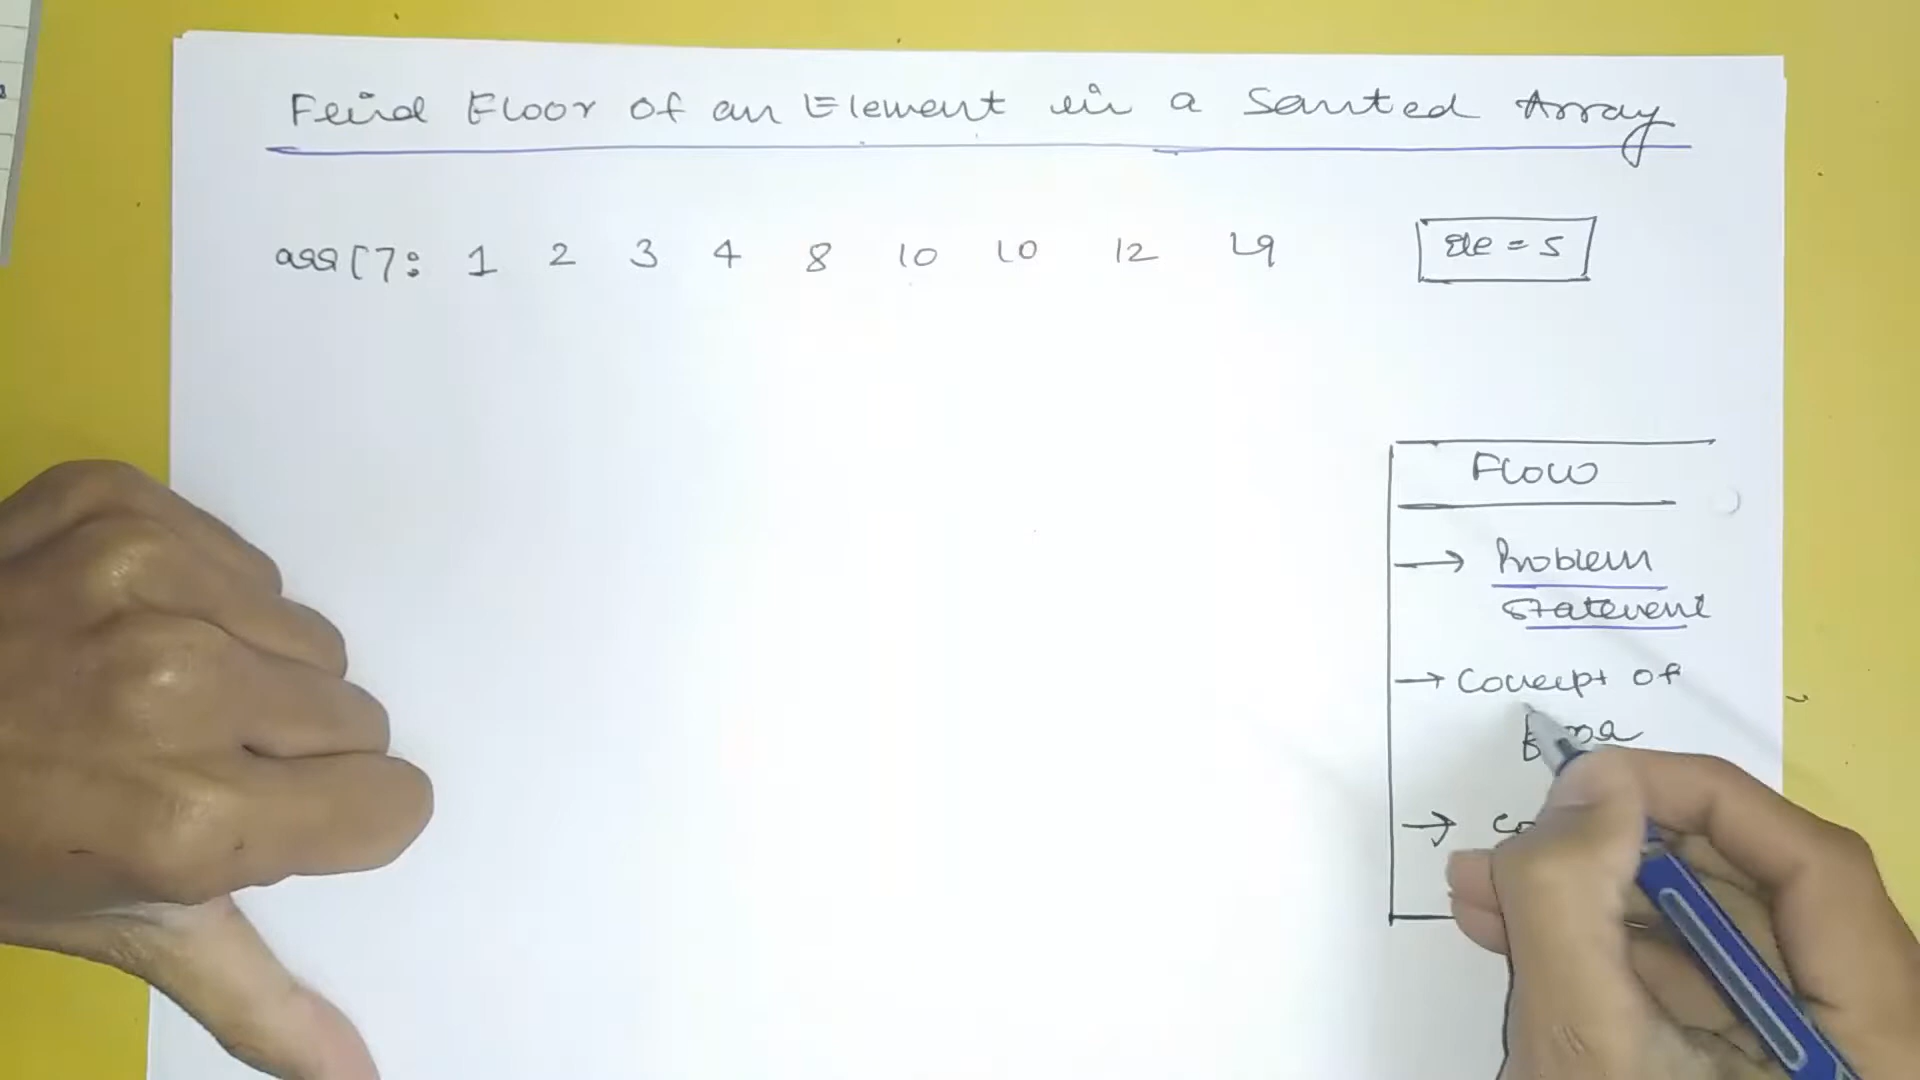 Find Floor of an Element in a Sorted Array
arr[]: 1 2 3 4 8 10 10 12 19
ele = 5
Flow
→ Problem
Statement
→ Concept of
→